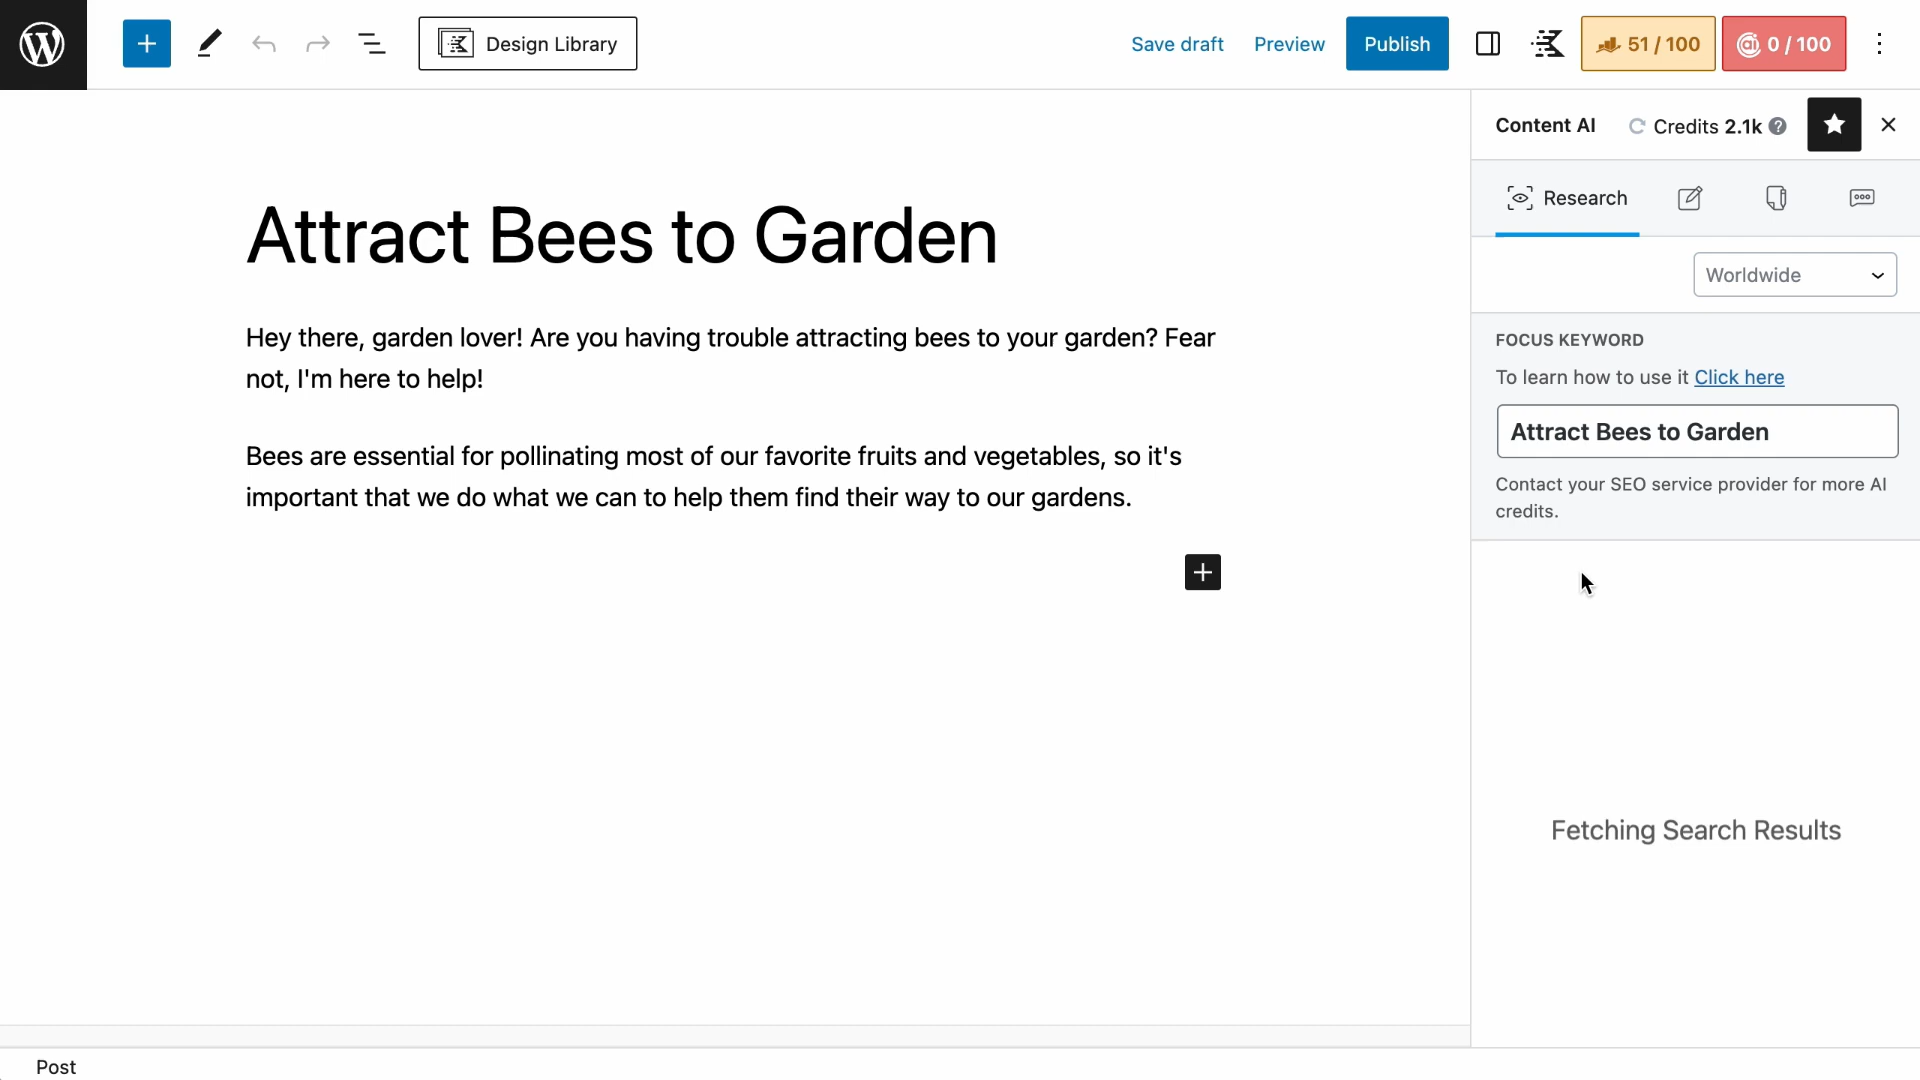 Design Library
Save draft
Preview
Publish
51 / 100
0 / 100
Content AI
Credits 2.1k
Research
Worldwide
Attract Bees to Garden
Hey there, garden lover! Are you having trouble attracting bees to your garden? Fear
not, I'm here to help!
Bees are essential for pollinating most of our favorite fruits and vegetables, so it's
important that we do what we can to help them find their way to our gardens.
FOCUS KEYWORD
To learn how to use it Click here
Attract Bees to Garden
Contact your SEO service provider for more AI
credits.
Fetching Search Results
Post